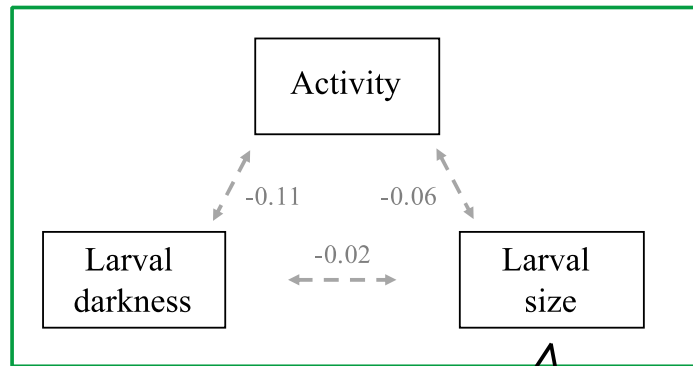 Activity
-0.11
-0.06
-0.02
Larval
darkness
Larval
size